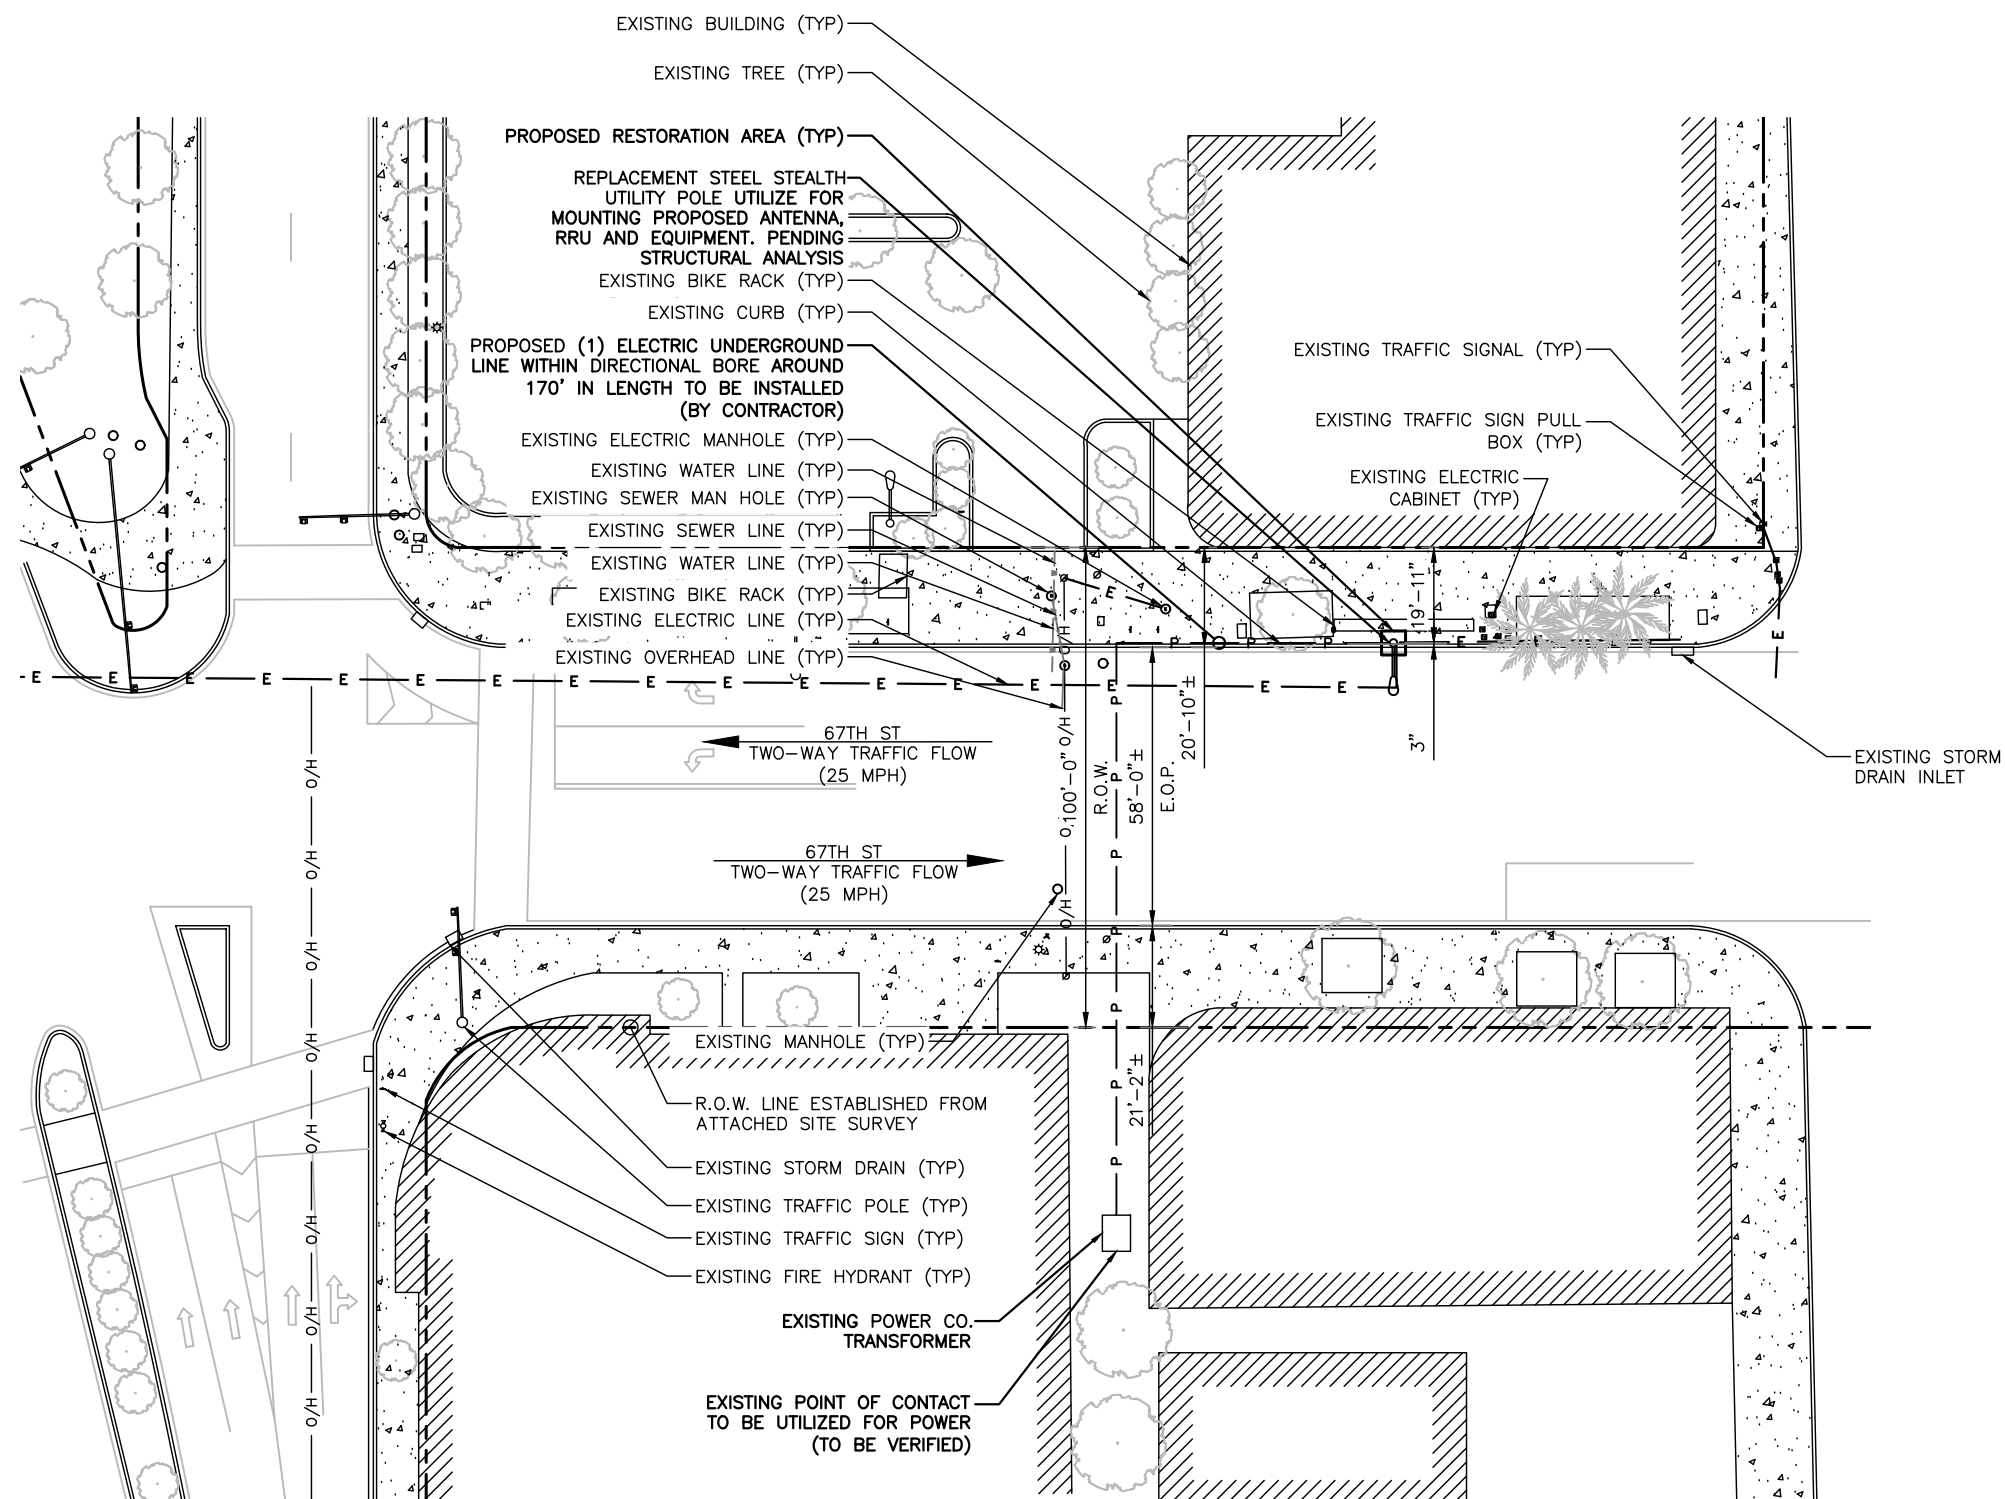 EXISTING BUILDING (TYP)
EXISTING TREE (TYP)
PROPOSED RESTORATION AREA (TYP)
REPLACEMENT STEEL STEALTH
UTILITY POLE UTILIZE FOR
MOUNTING PROPOSED ANTENNA,
RRU AND EQUIPMENT. PENDING
STRUCTURAL ANALYSIS
EXISTING BIKE RACK (TYP)
EXISTING CURB (TYP)
PROPOSED (1) ELECTRIC UNDERGROUND
LINE WITHIN DIRECTIONAL BORE AROUND
170' IN LENGTH TO BE INSTALLED
(BY CONTRACTOR)
EXISTING ELECTRIC MANHOLE (TYP)
EXISTING WATER LINE (TYP)
EXISTING SEWER MAN HOLE (TYP)
EXISTING SEWER LINE (TYP)
EXISTING WATER LINE (TYP)
EXISTING BIKE RACK (TYP)
EXISTING ELECTRIC LINE (TYP)
EXISTING OVERHEAD LINE (TYP)
EXISTING TRAFFIC SIGNAL (TYP)
EXISTING TRAFFIC SIGN PULL
BOX (TYP)
EXISTING ELECTRIC
CABINET (TYP)
19'-11"
E
P P P E
E
E E E E E E E E E E E E E E E E E E
67TH ST
TWO-WAY TRAFFIC FLOW
(25 MPH)
67TH ST
TWO-WAY TRAFFIC FLOW
(25 MPH)
O/H
O/H
100'-0"
R.O.W.
58'-0"±
E.O.P.
20'-10"±
3"
EXISTING STORM
DRAIN INLET
O/H
P P P P P P P P P P
21'-2"±
O/H O/H O/H O/H O/H O/H O/H O/H
EXISTING MANHOLE (TYP)
R.O.W. LINE ESTABLISHED FROM
ATTACHED SITE SURVEY
EXISTING STORM DRAIN (TYP)
EXISTING TRAFFIC POLE (TYP)
EXISTING TRAFFIC SIGN (TYP)
EXISTING FIRE HYDRANT (TYP)
EXISTING POWER CO.
TRANSFORMER
EXISTING POINT OF CONTACT
TO BE UTILIZED FOR POWER
(TO BE VERIFIED)